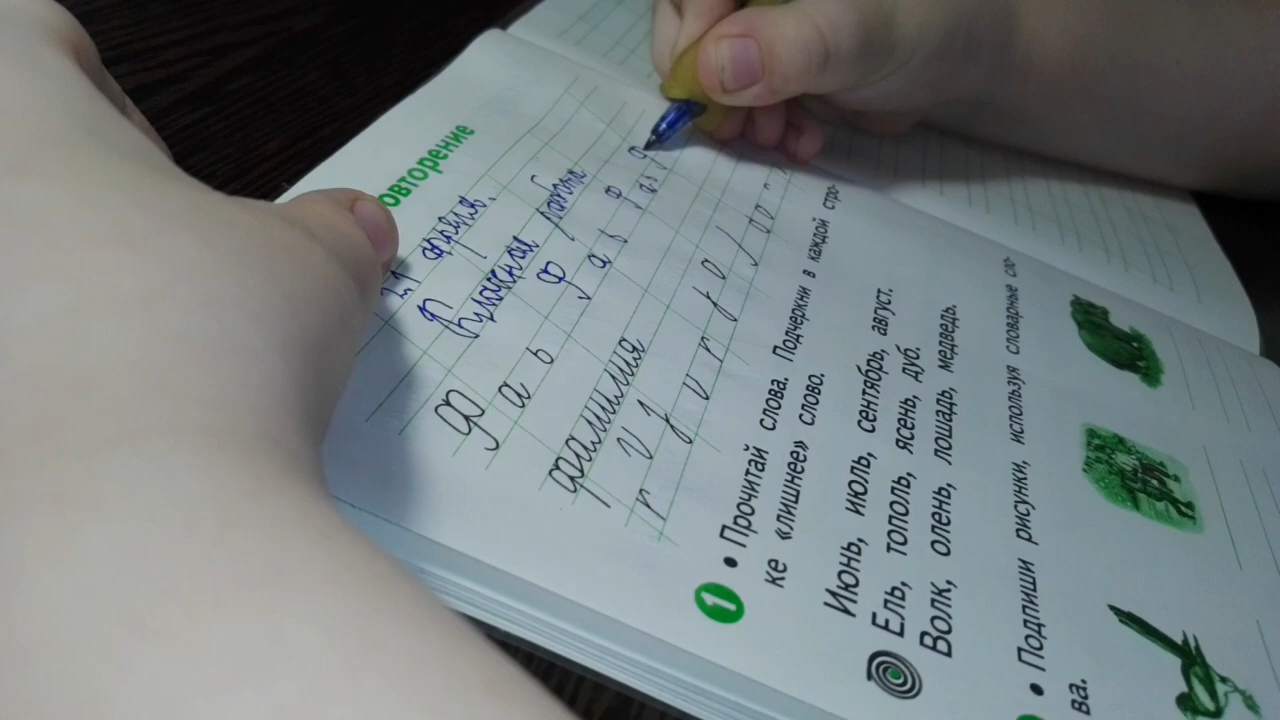 овторение
21 апреля.
Классная работа
ф а ь ф а ь ф а ь ф
фамилия
г и у и г у а у
1 • Прочитай слова. Подчеркни в каждой стро-
ке «лишнее» слово.
Июнь, июль, сентябрь, август.
Ель, тополь, ясень, дуб.
Волк, олень, лошадь, медведь.
• Подпиши рисунки, используя словарные сло-
ва.